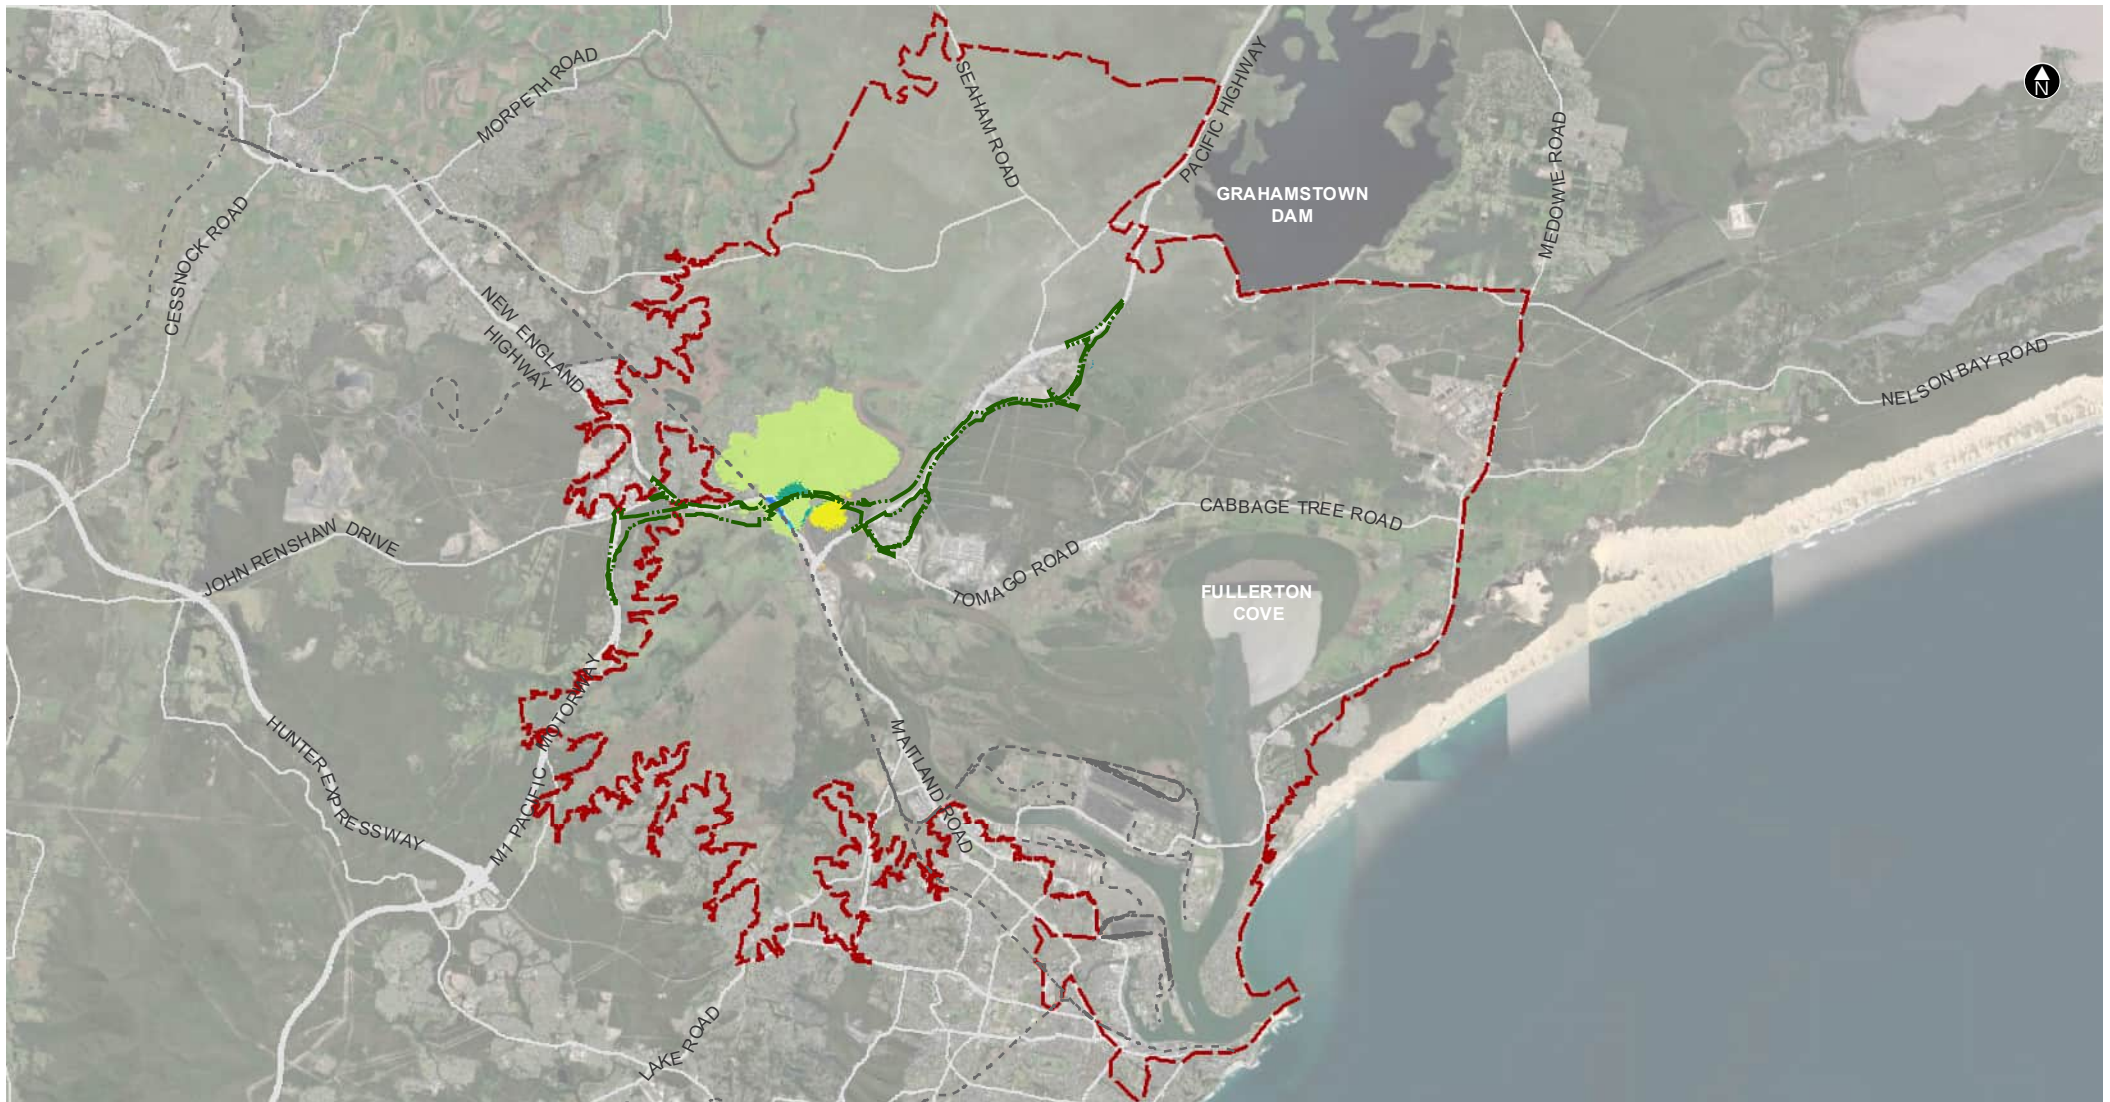 N
MORPETH ROAD
SEAHAM ROAD
PACIFIC HIGHWAY
GRAHAMSTOWN
DAM
MEDOWIE ROAD
CESSNOCK ROAD
NEW ENGLAND
HIGHWAY
NELSON BAY ROAD
CABBAGE TREE ROAD
JOHN RENSHAW DRIVE
TOMAGO ROAD
FULLERTON
COVE
HUNTER EXPRESSWAY
M1 PACIFIC MOTORWAY
MAITLAND ROAD
LAKE ROAD